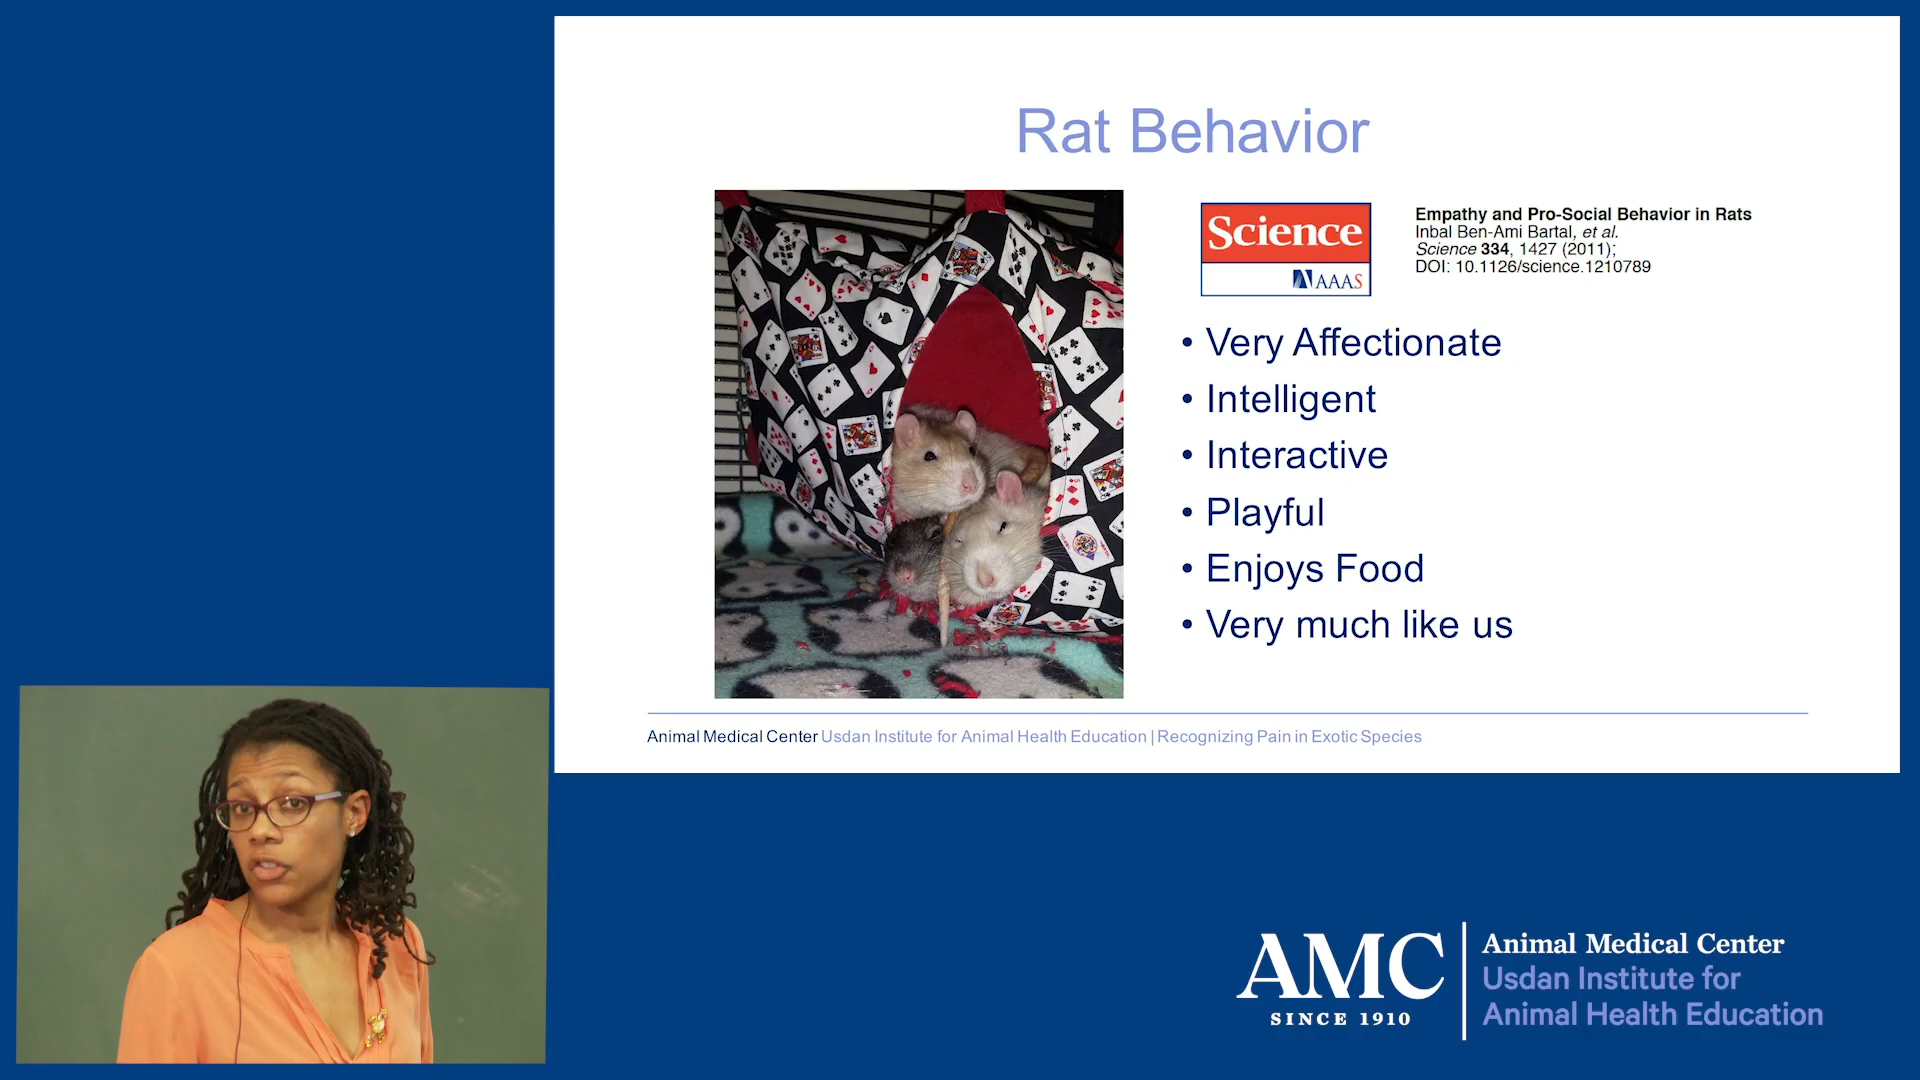 Rat Behavior
Science
AAAS
Empathy and Pro-Social Behavior in Rats
Inbal Ben-Ami Bartal, et al.
Science 334, 1427 (2011);
DOI: 10.1126/science.1210789
• Very Affectionate
• Intelligent
• Interactive
• Playful
• Enjoys Food
• Very much like us
Animal Medical Center Usdan Institute for Animal Health Education | Recognizing Pain in Exotic Species
AMC
SINCE 1910
Animal Medical Center
Usdan Institute for
Animal Health Education